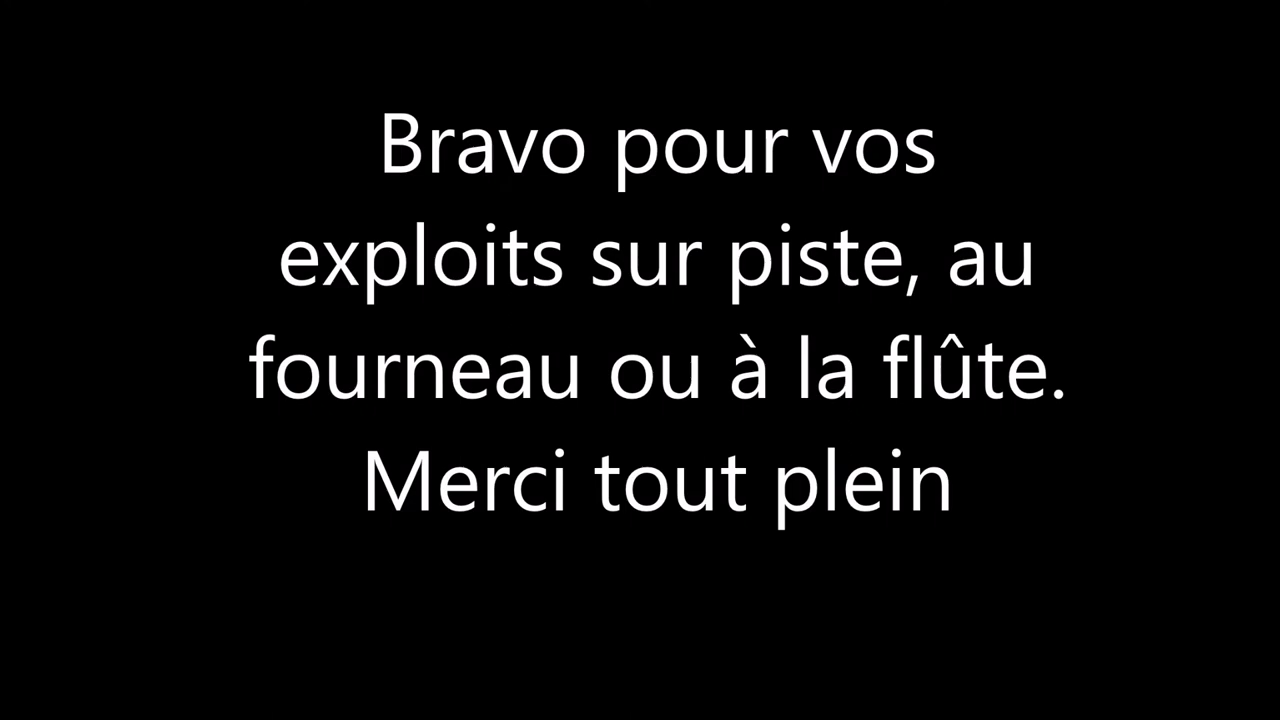 Bravo pour vos
exploits sur piste, au
fourneau ou à la flûte.
Merci tout plein